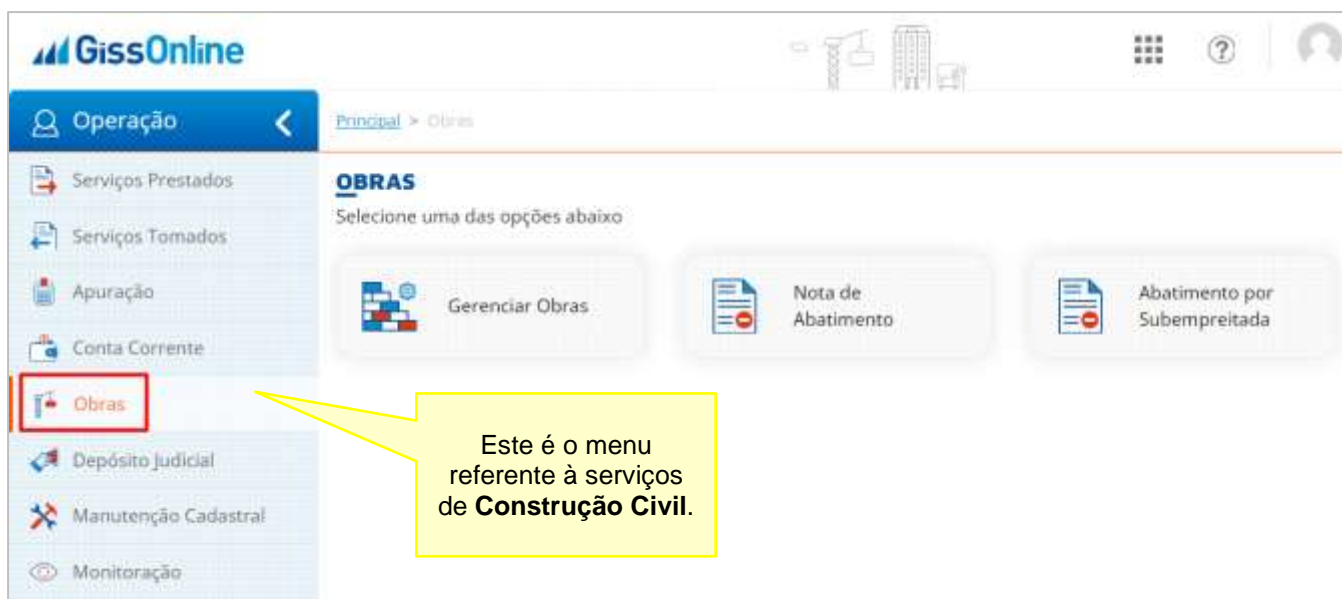 GissOnline
Operação
Principal > Obras
Serviços Prestados
Serviços Tomados
Apuração
Conta Corrente
Obras
Depósito Judicial
Manutenção Cadastral
Monitoração
OBRAS
Selecione uma das opções abaixo
Gerenciar Obras
Nota de
Abatimento
Abatimento por
Subempreitada
Este é o menu
referente à serviços
de Construção Civil.